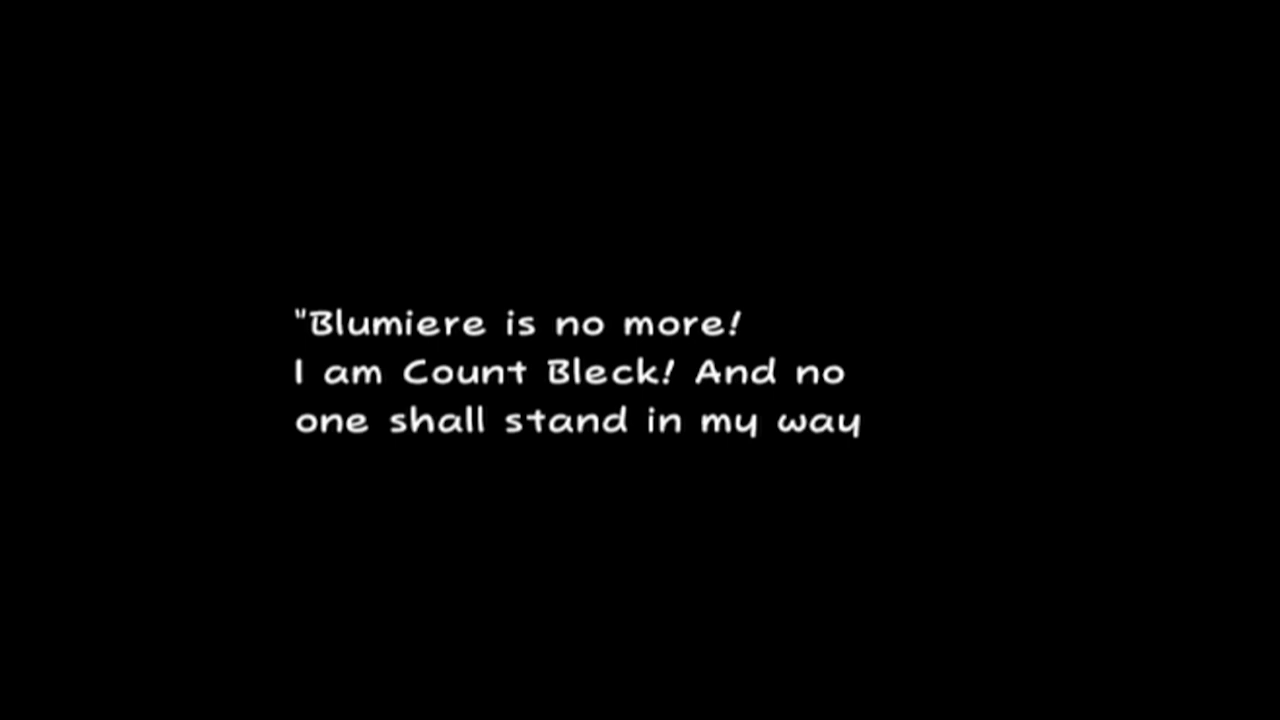 "Blumiere is no more!
I am Count Bleck! And no
one shall stand in my way